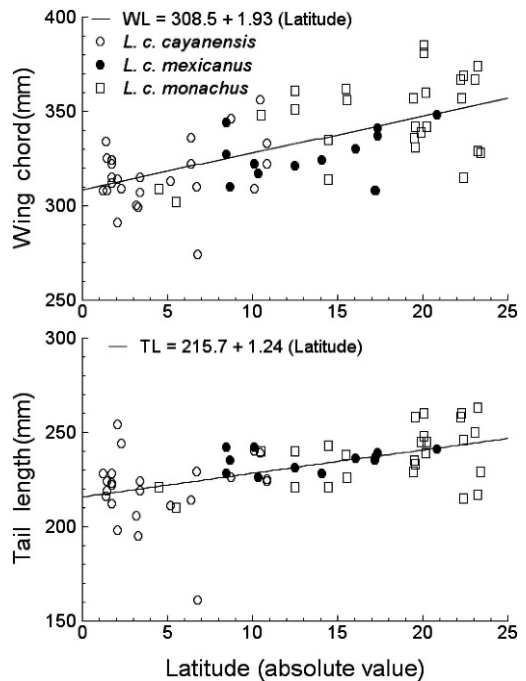 400
WL = 308.5 + 1.93 (Latitude)
L. c. cayanensis
L. c. mexicanus
L. c. monachus
350
300
250
Wing chord (mm)
0 5 10 15 20 25
300
TL = 215.7 + 1.24 (Latitude)
250
200
150
Tail length (mm)
0 5 10 15 20 25
Latitude (absolute value)